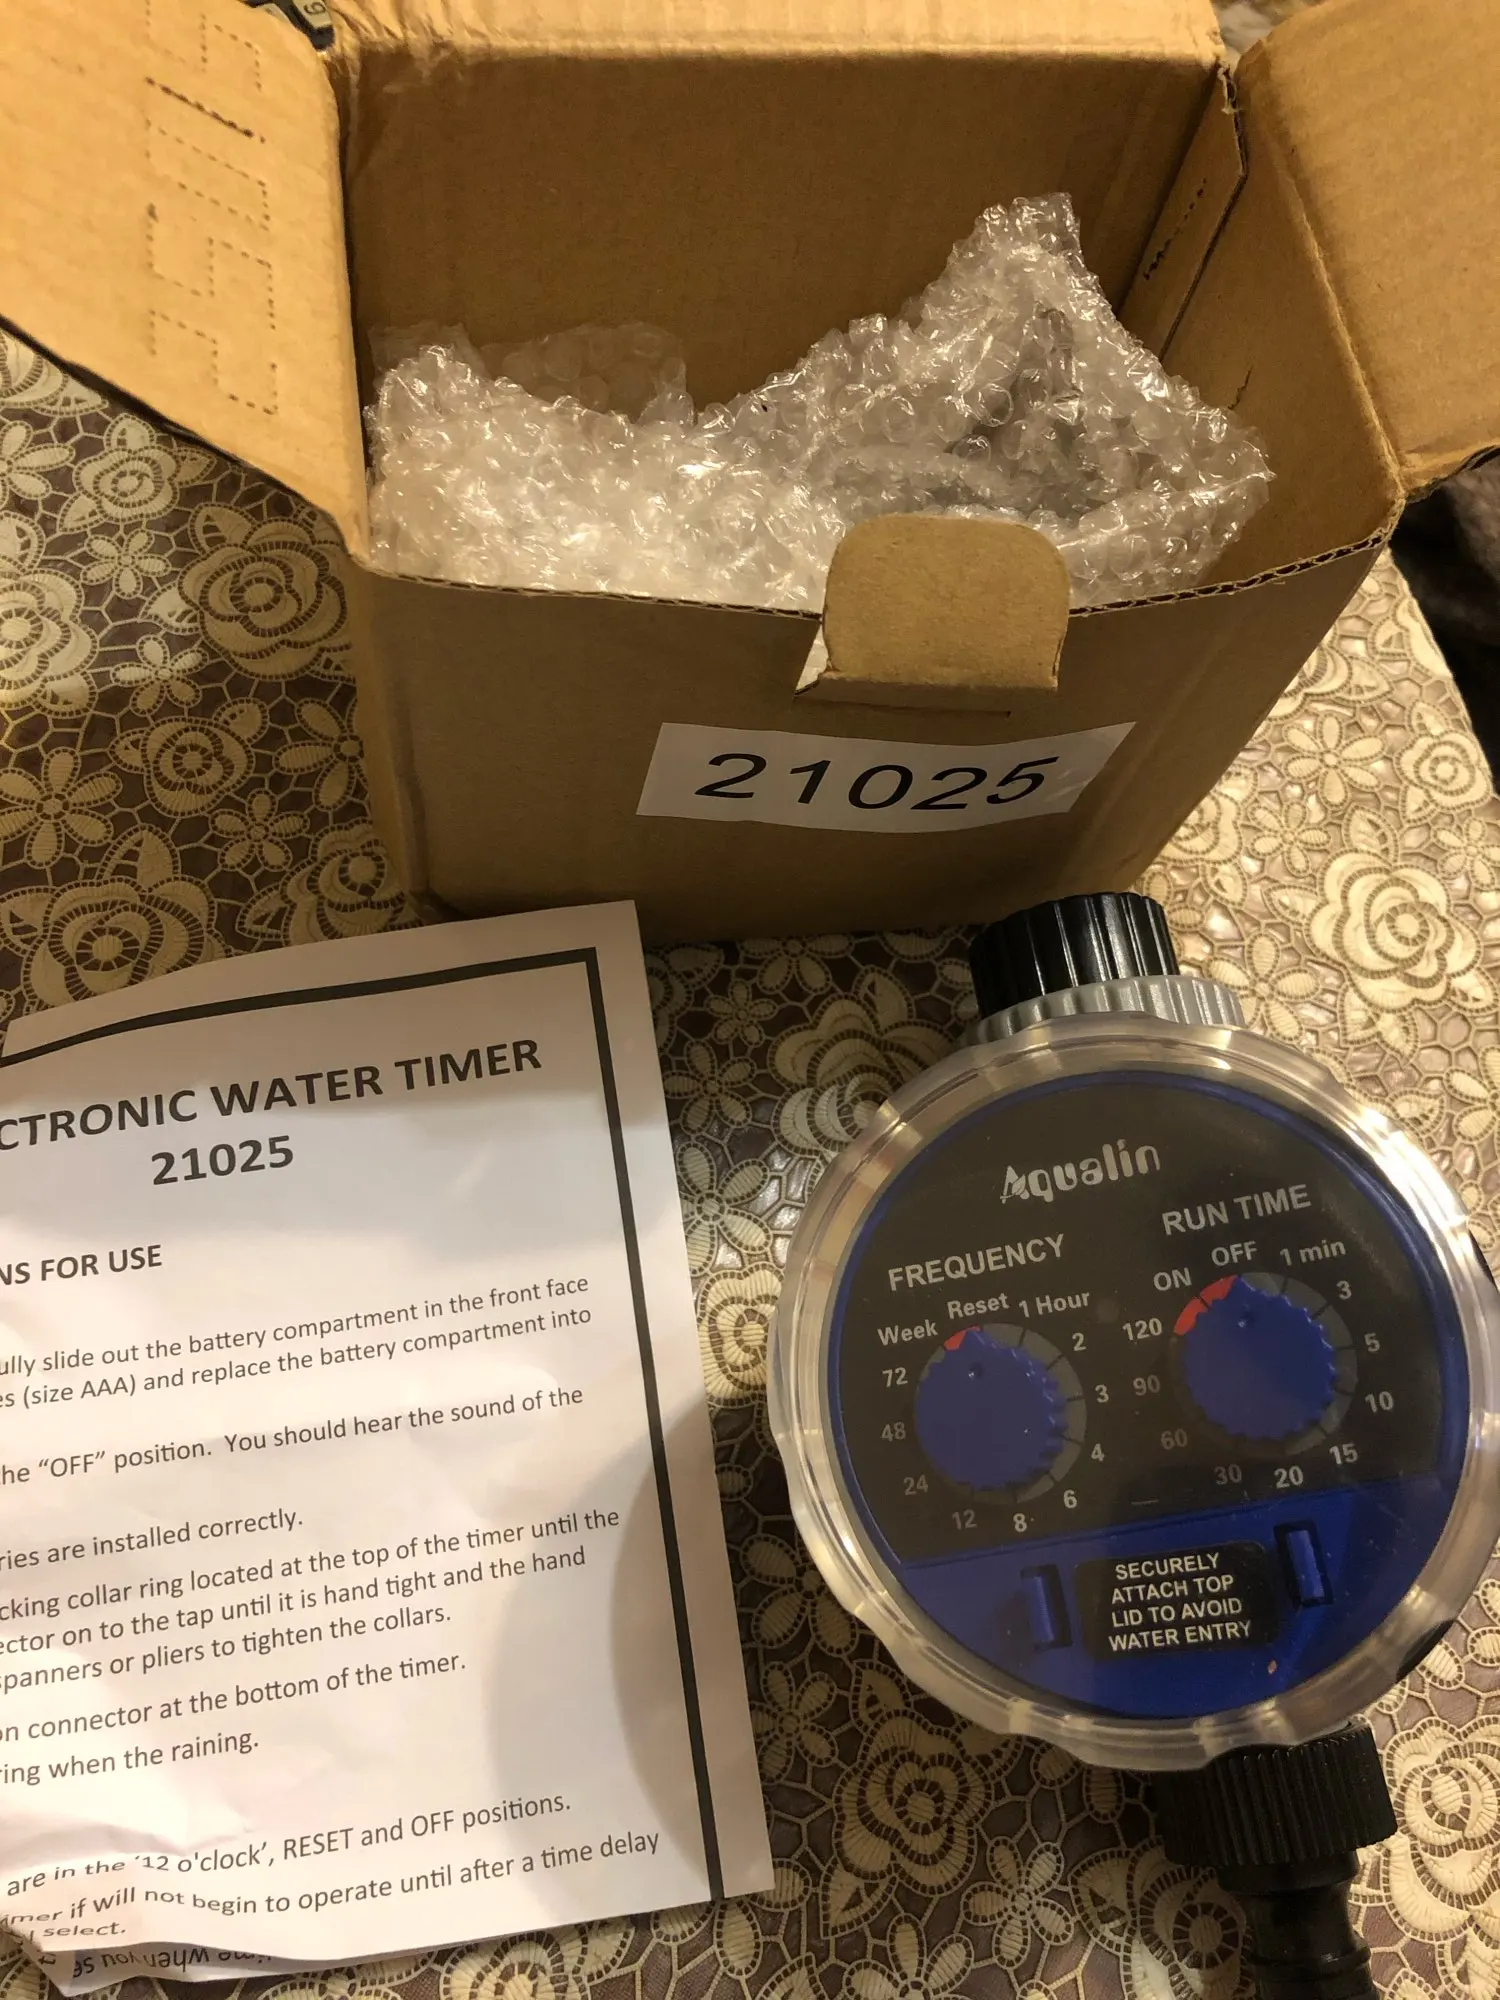 21025
CTRONIC WATER TIMER
21025
NS FOR USE
ully slide out the battery compartment in the front face
es (size AAA) and replace the battery compartment into
he “OFF” position. You should hear the sound of the
ries are installed correctly.
cking collar ring located at the top of the timer until the
ector on to the tap until it is hand tight and the hand
spanners or pliers to tighten the collars.
on connector at the bottom of the timer.
ring when the raining.
are in the ‘12 o'clock’, RESET and OFF positions.
imer if will not begin to operate until after a time delay
select.
When you se
Aqualin
FREQUENCY
Reset
1 Hour
2
3
4
6
8
12
24
48
72
Week
RUN TIME
OFF
1 min
3
5
10
15
20
30
60
90
120
ON
SECURELY
ATTACH TOP
LID TO AVOID
WATER ENTRY